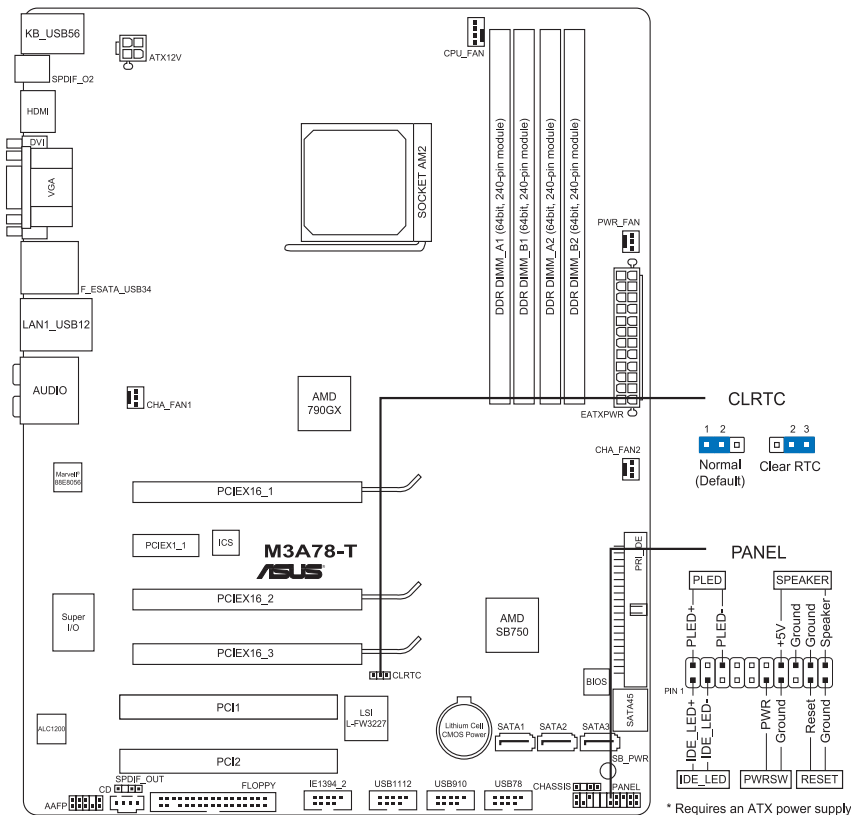 KB_USB56
ATX12V
CPU_FAN
SPDIF_O2
HDMI
DVI
VGA
SOCKET AM2
DDR DIMM_A1 (64bit, 240-pin module)
DDR DIMM_B1 (64bit, 240-pin module)
DDR DIMM_A2 (64bit, 240-pin module)
DDR DIMM_B2 (64bit, 240-pin module)
PWR_FAN
F_ESATA_USB34
LAN1_USB12
AUDIO
CHA_FAN1
AMD
790GX
EATXPWR
CLRTC
1 2
2 3
Normal
(Default)
Clear RTC
CHA_FAN2
Marvell®
88E8056
PCIEX16_1
PCIEX1_1
ICS
M3A78-T
ASUS
PRI_IDE
PANEL
PLED
SPEAKER
PLED+
PLED-
+5V
Ground
Ground
Speaker
PIN 1
IDE_LED+
IDE_LED-
PWR
Ground
Reset
Ground
IDE_LED
PWRSW
RESET
* Requires an ATX power supply
PCIEX16_2
Super
I/O
AMD
SB750
PCIEX16_3
CLRTC
BIOS
SATA45
PCI1
LSI
L-FW3227
Lithium Cell
CMOS Power
SATA1
SATA2
SATA3
ALC1200
PCI2
SB_PWR
SPDIF_OUT
CD
FLOPPY
IE1394_2
USB1112
USB910
USB78
CHASSIS
PANEL
AAFP